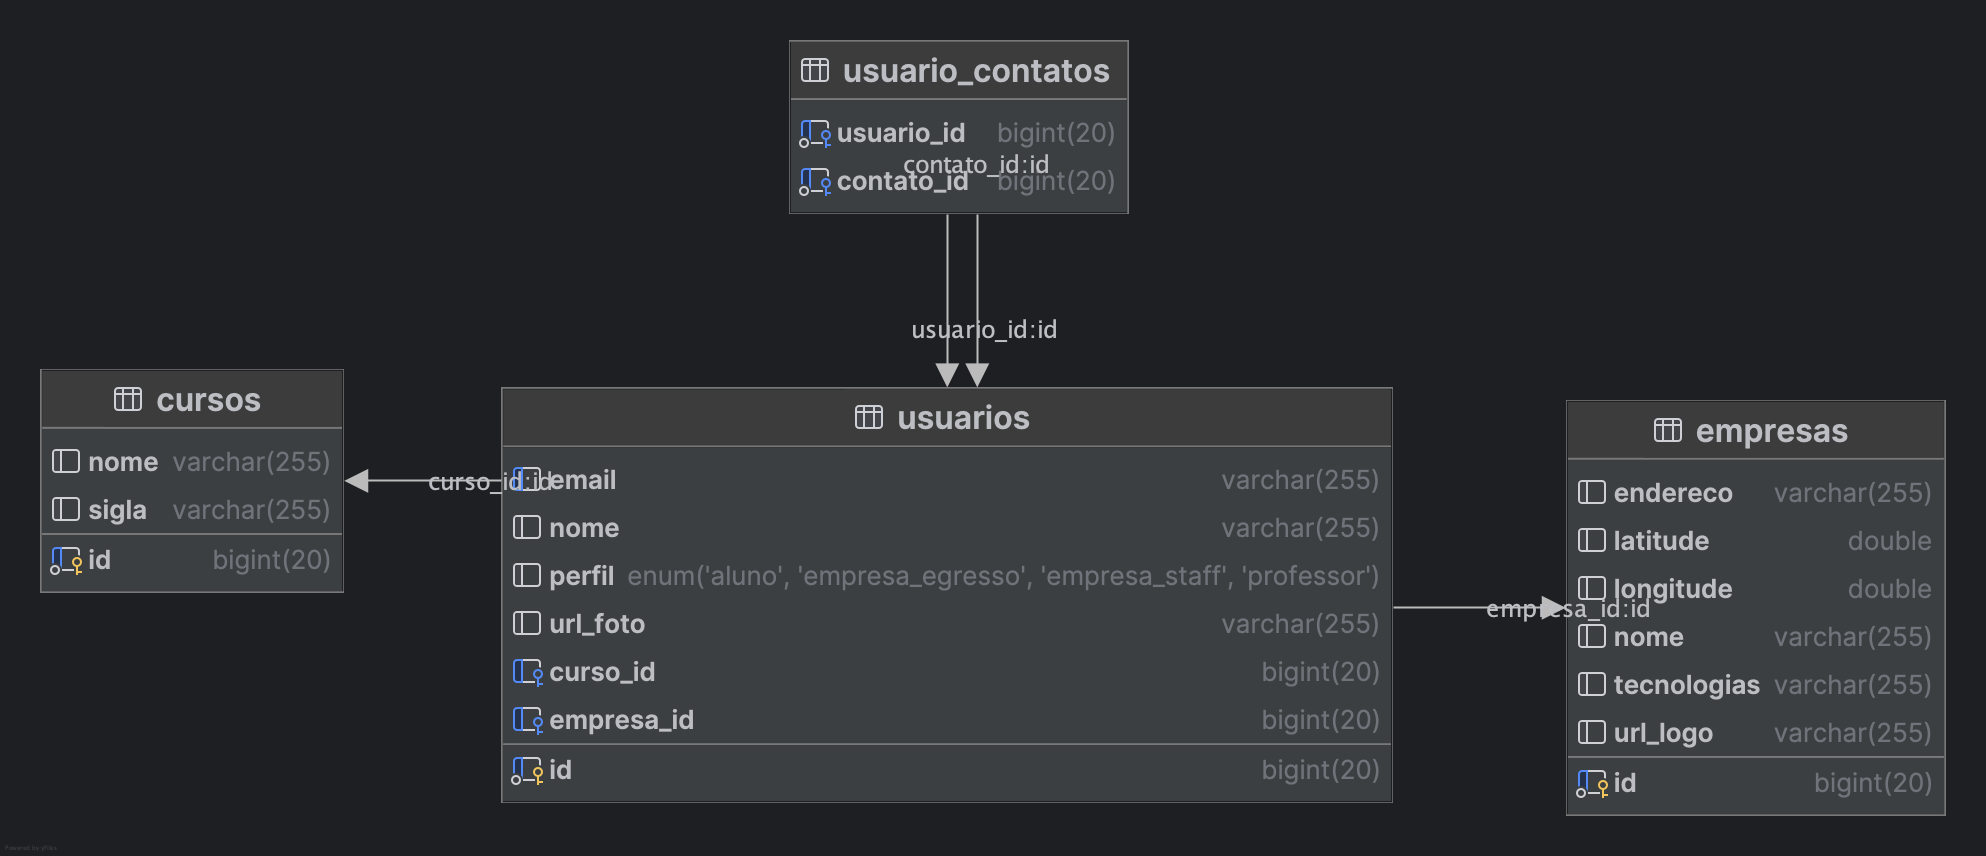 usuario_contatos
usuario_id bigint(20)
contato_id:id
contato_id bigint(20)
usuario_id:id
cursos
nome varchar(255)
sigla varchar(255)
id bigint(20)
curso_id:id
usuarios
email varchar(255)
nome varchar(255)
perfil enum('aluno', 'empresa_egresso', 'empresa_staff', 'professor')
url_foto varchar(255)
curso_id bigint(20)
empresa_id bigint(20)
id bigint(20)
empresa_id:id
empresas
endereco varchar(255)
latitude double
longitude double
nome varchar(255)
tecnologias varchar(255)
url_logo varchar(255)
id bigint(20)
Powered by yFiles